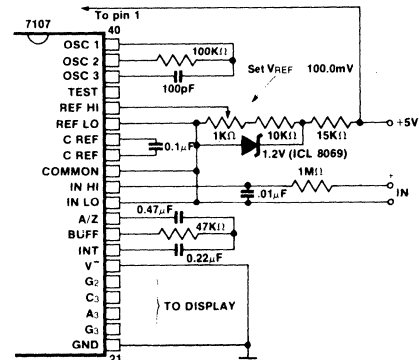 To pin 1
7107
40
OSC 1
OSC 2
100KΩ
OSC 3
100pF
Set VREF 100.0mV
TEST
REF HI
REF LO
1KΩ
10KΩ
15KΩ
+5V
C REF
0.1µF
C REF
1.2V (ICL 8069)
COMMON
1MΩ
+
IN HI
.01µF
IN
IN LO
-
0.47µF
A/Z
BUFF
47KΩ
INT
0.22µF
V-
G2
C3
TO DISPLAY
A3
G3
GND
21